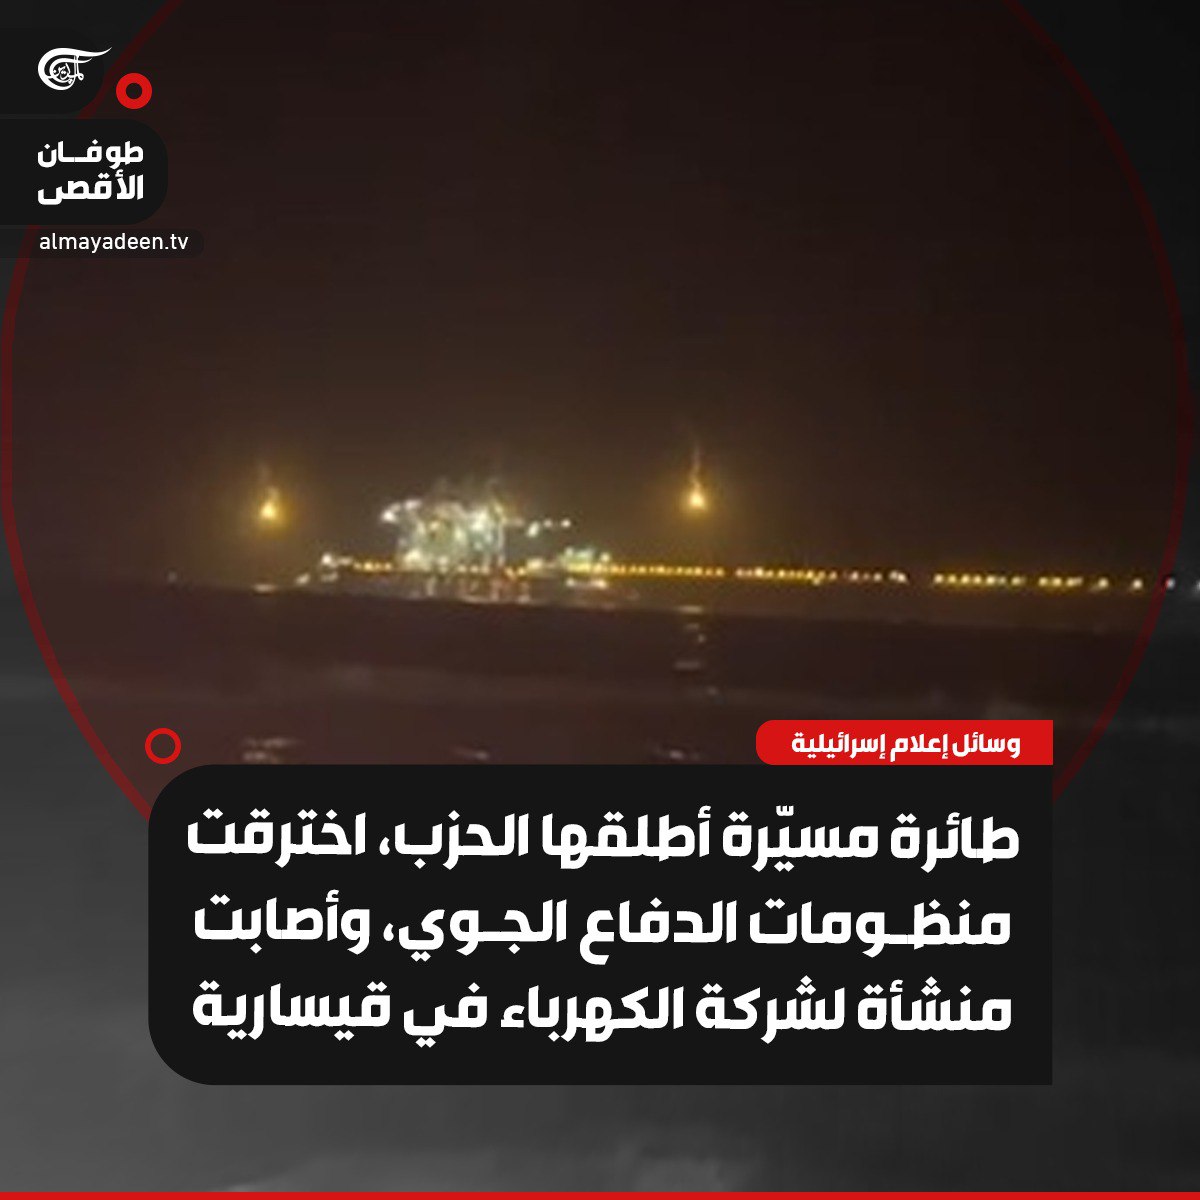 الميادين
طوفـان
الأقصى
almayadeen.tv
وسائل إعلام إسرائيلية
طائرة مسيّرة أطلقها الحزب، اخترقت
منظـومات الدفاع الجـوي، وأصابت
منشأة لشركة الكهرباء في قيسارية